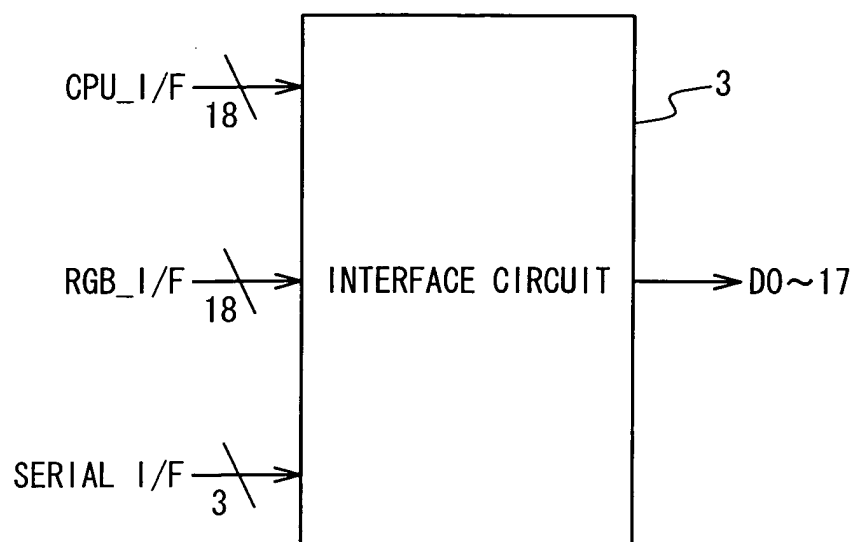 CPU_I/F
18
3
RGB_I/F
18
INTERFACE CIRCUIT
D0~17
SERIAL I/F
3